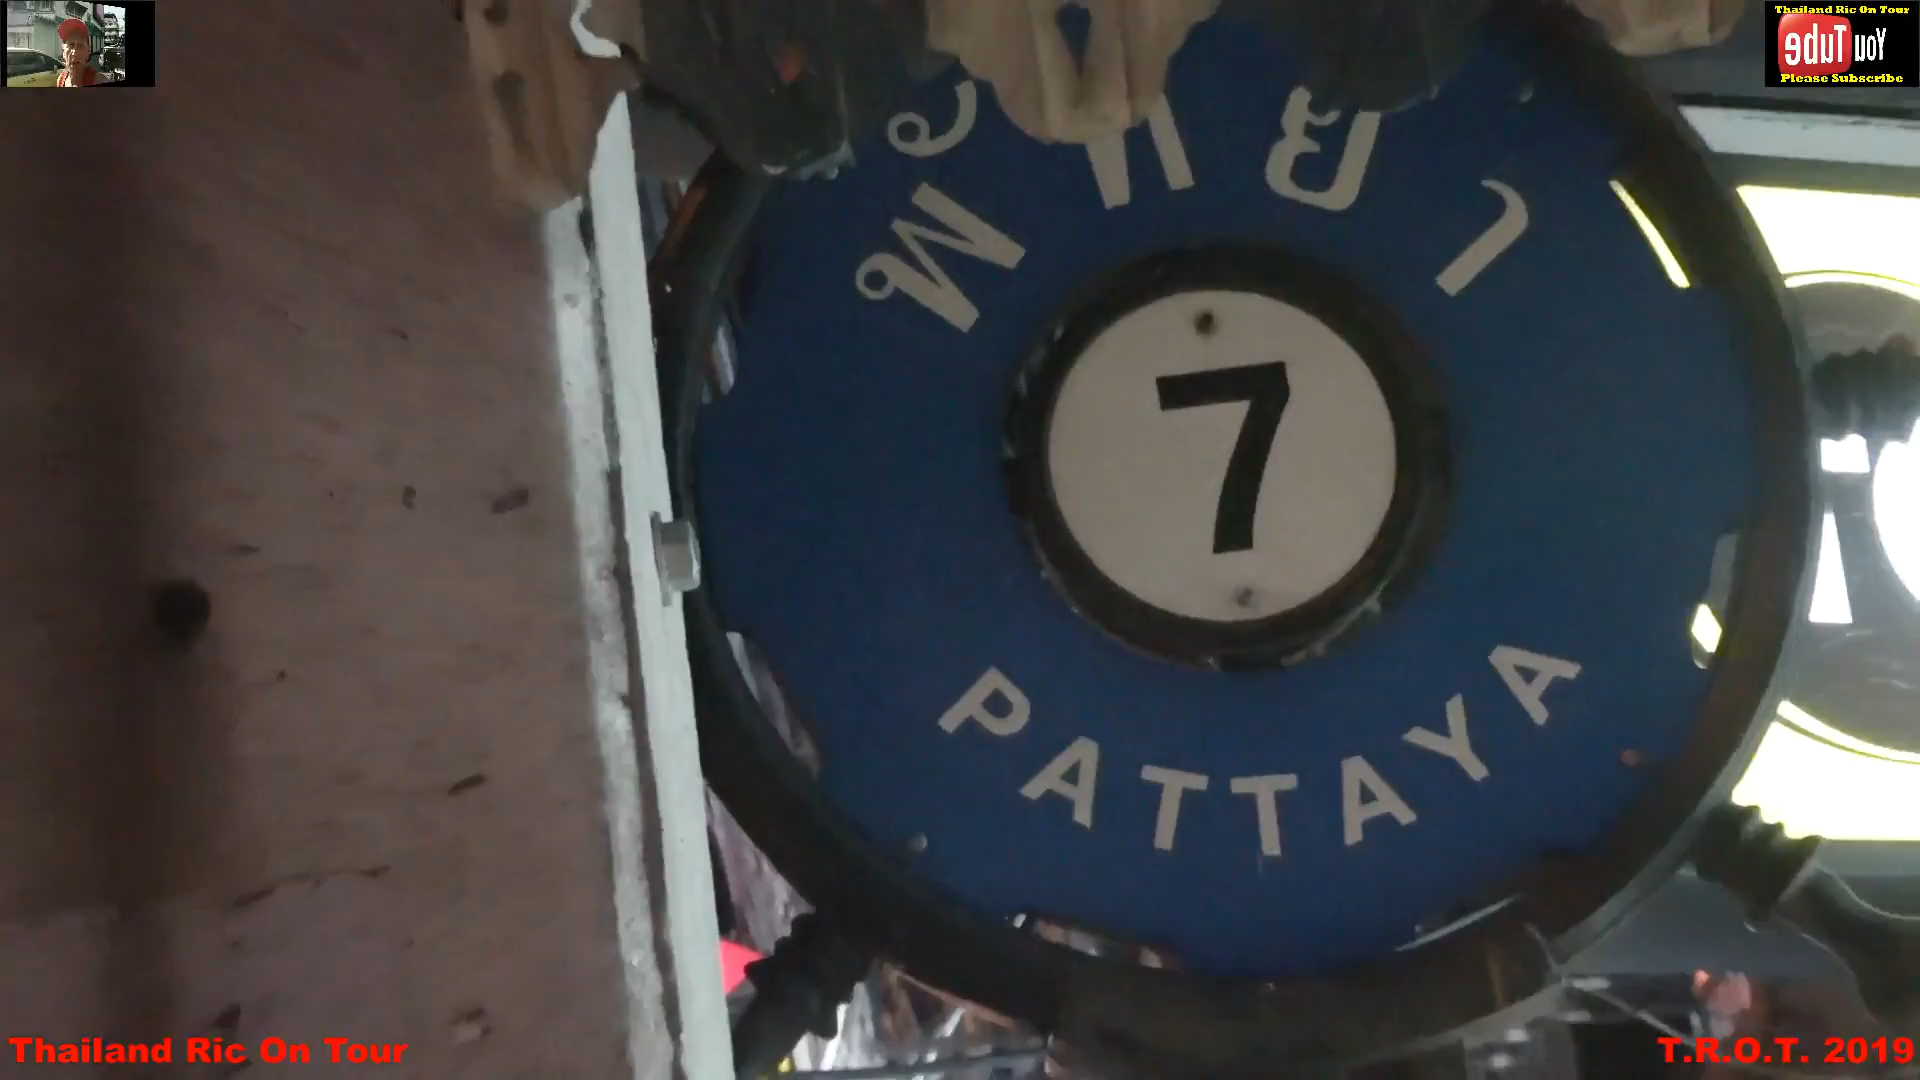 Thailand Ric On Tour
You Tube
Please Subscribe
พัทยา
7
PATTAYA
Thailand Ric On Tour
T.R.O.T. 2019